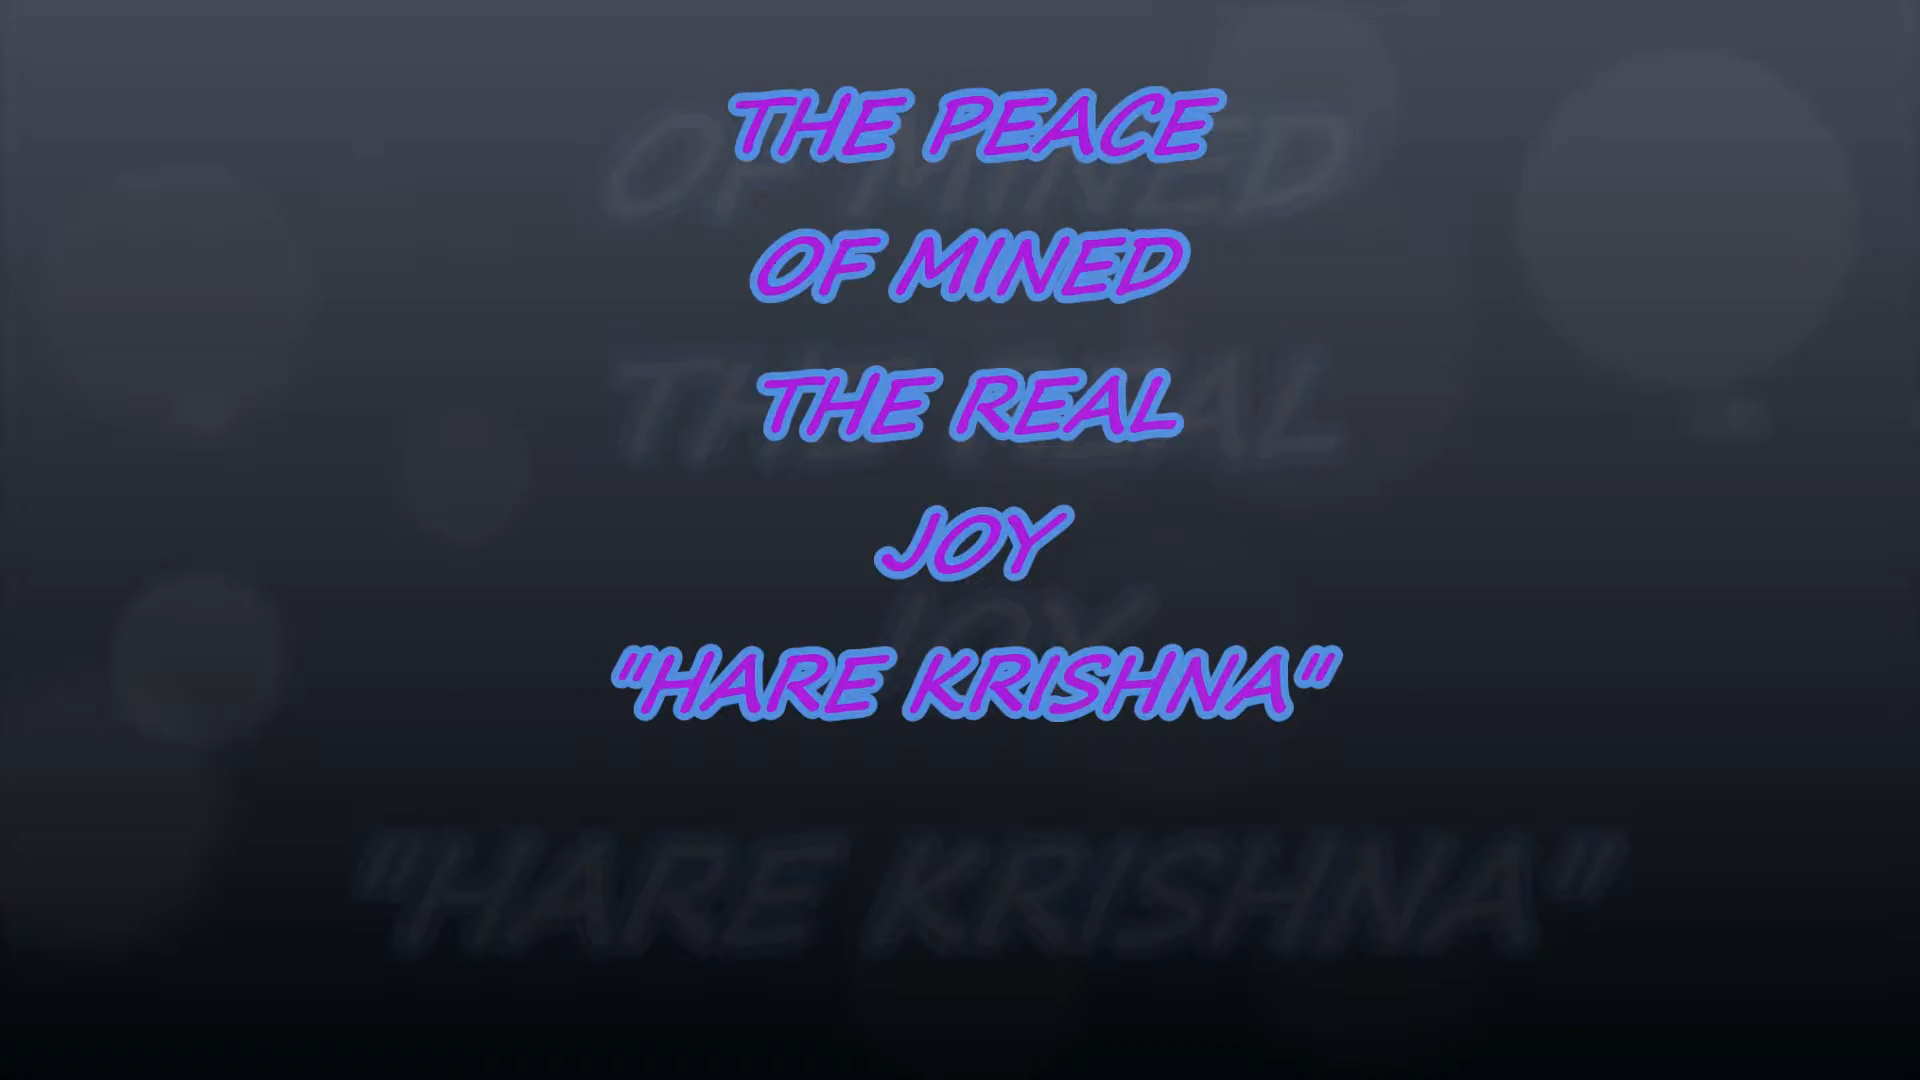 THE PEACE
OF MINED
THE REAL
JOY
"HARE KRISHNA"